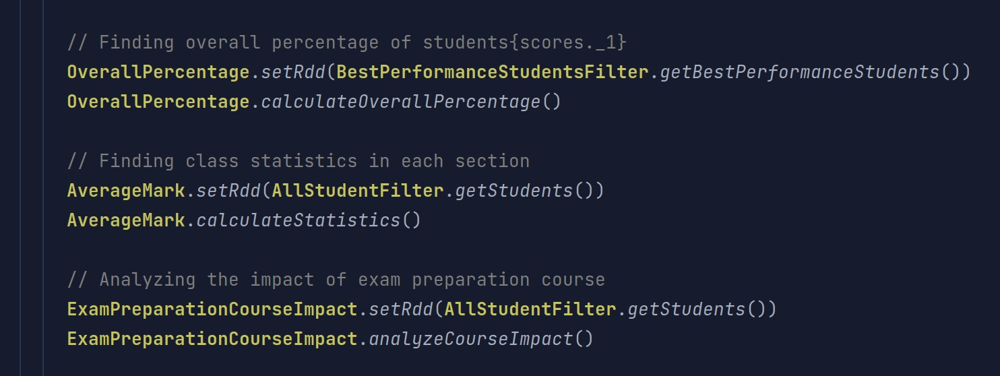 // Finding overall percentage of students{scores._1}
OverallPercentage.setRdd(BestPerformanceStudentsFilter.getBestPerformanceStudents())
OverallPercentage.calculateOverallPercentage()
// Finding class statistics in each section
AverageMark.setRdd(AllStudentFilter.getStudents())
AverageMark.calculateStatistics()
// Analyzing the impact of exam preparation course
ExamPreparationCourseImpact.setRdd(AllStudentFilter.getStudents())
ExamPreparationCourseImpact.analyzeCourseImpact()